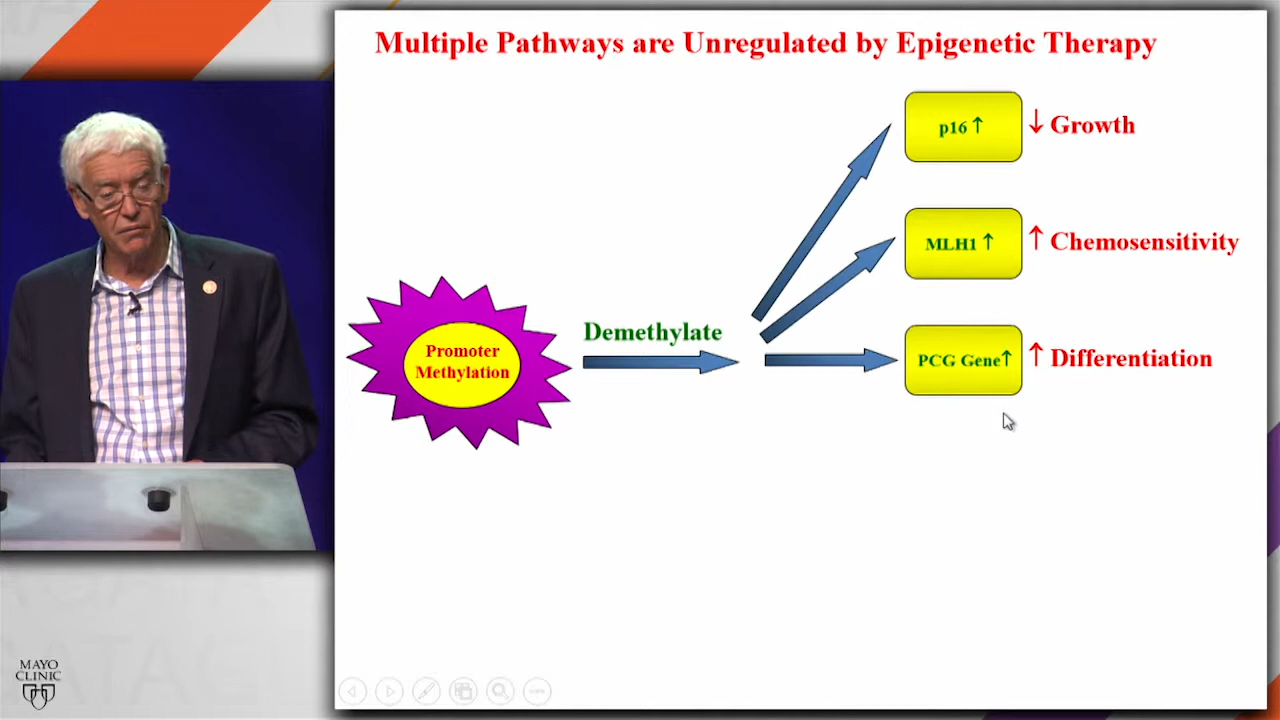 Multiple Pathways are Unregulated by Epigenetic Therapy
p16 ↑
↓ Growth
MLH1 ↑
↑ Chemosensitivity
Demethylate
Promoter
Methylation
PCG Gene↑
↑ Differentiation
MAYO
CLINIC